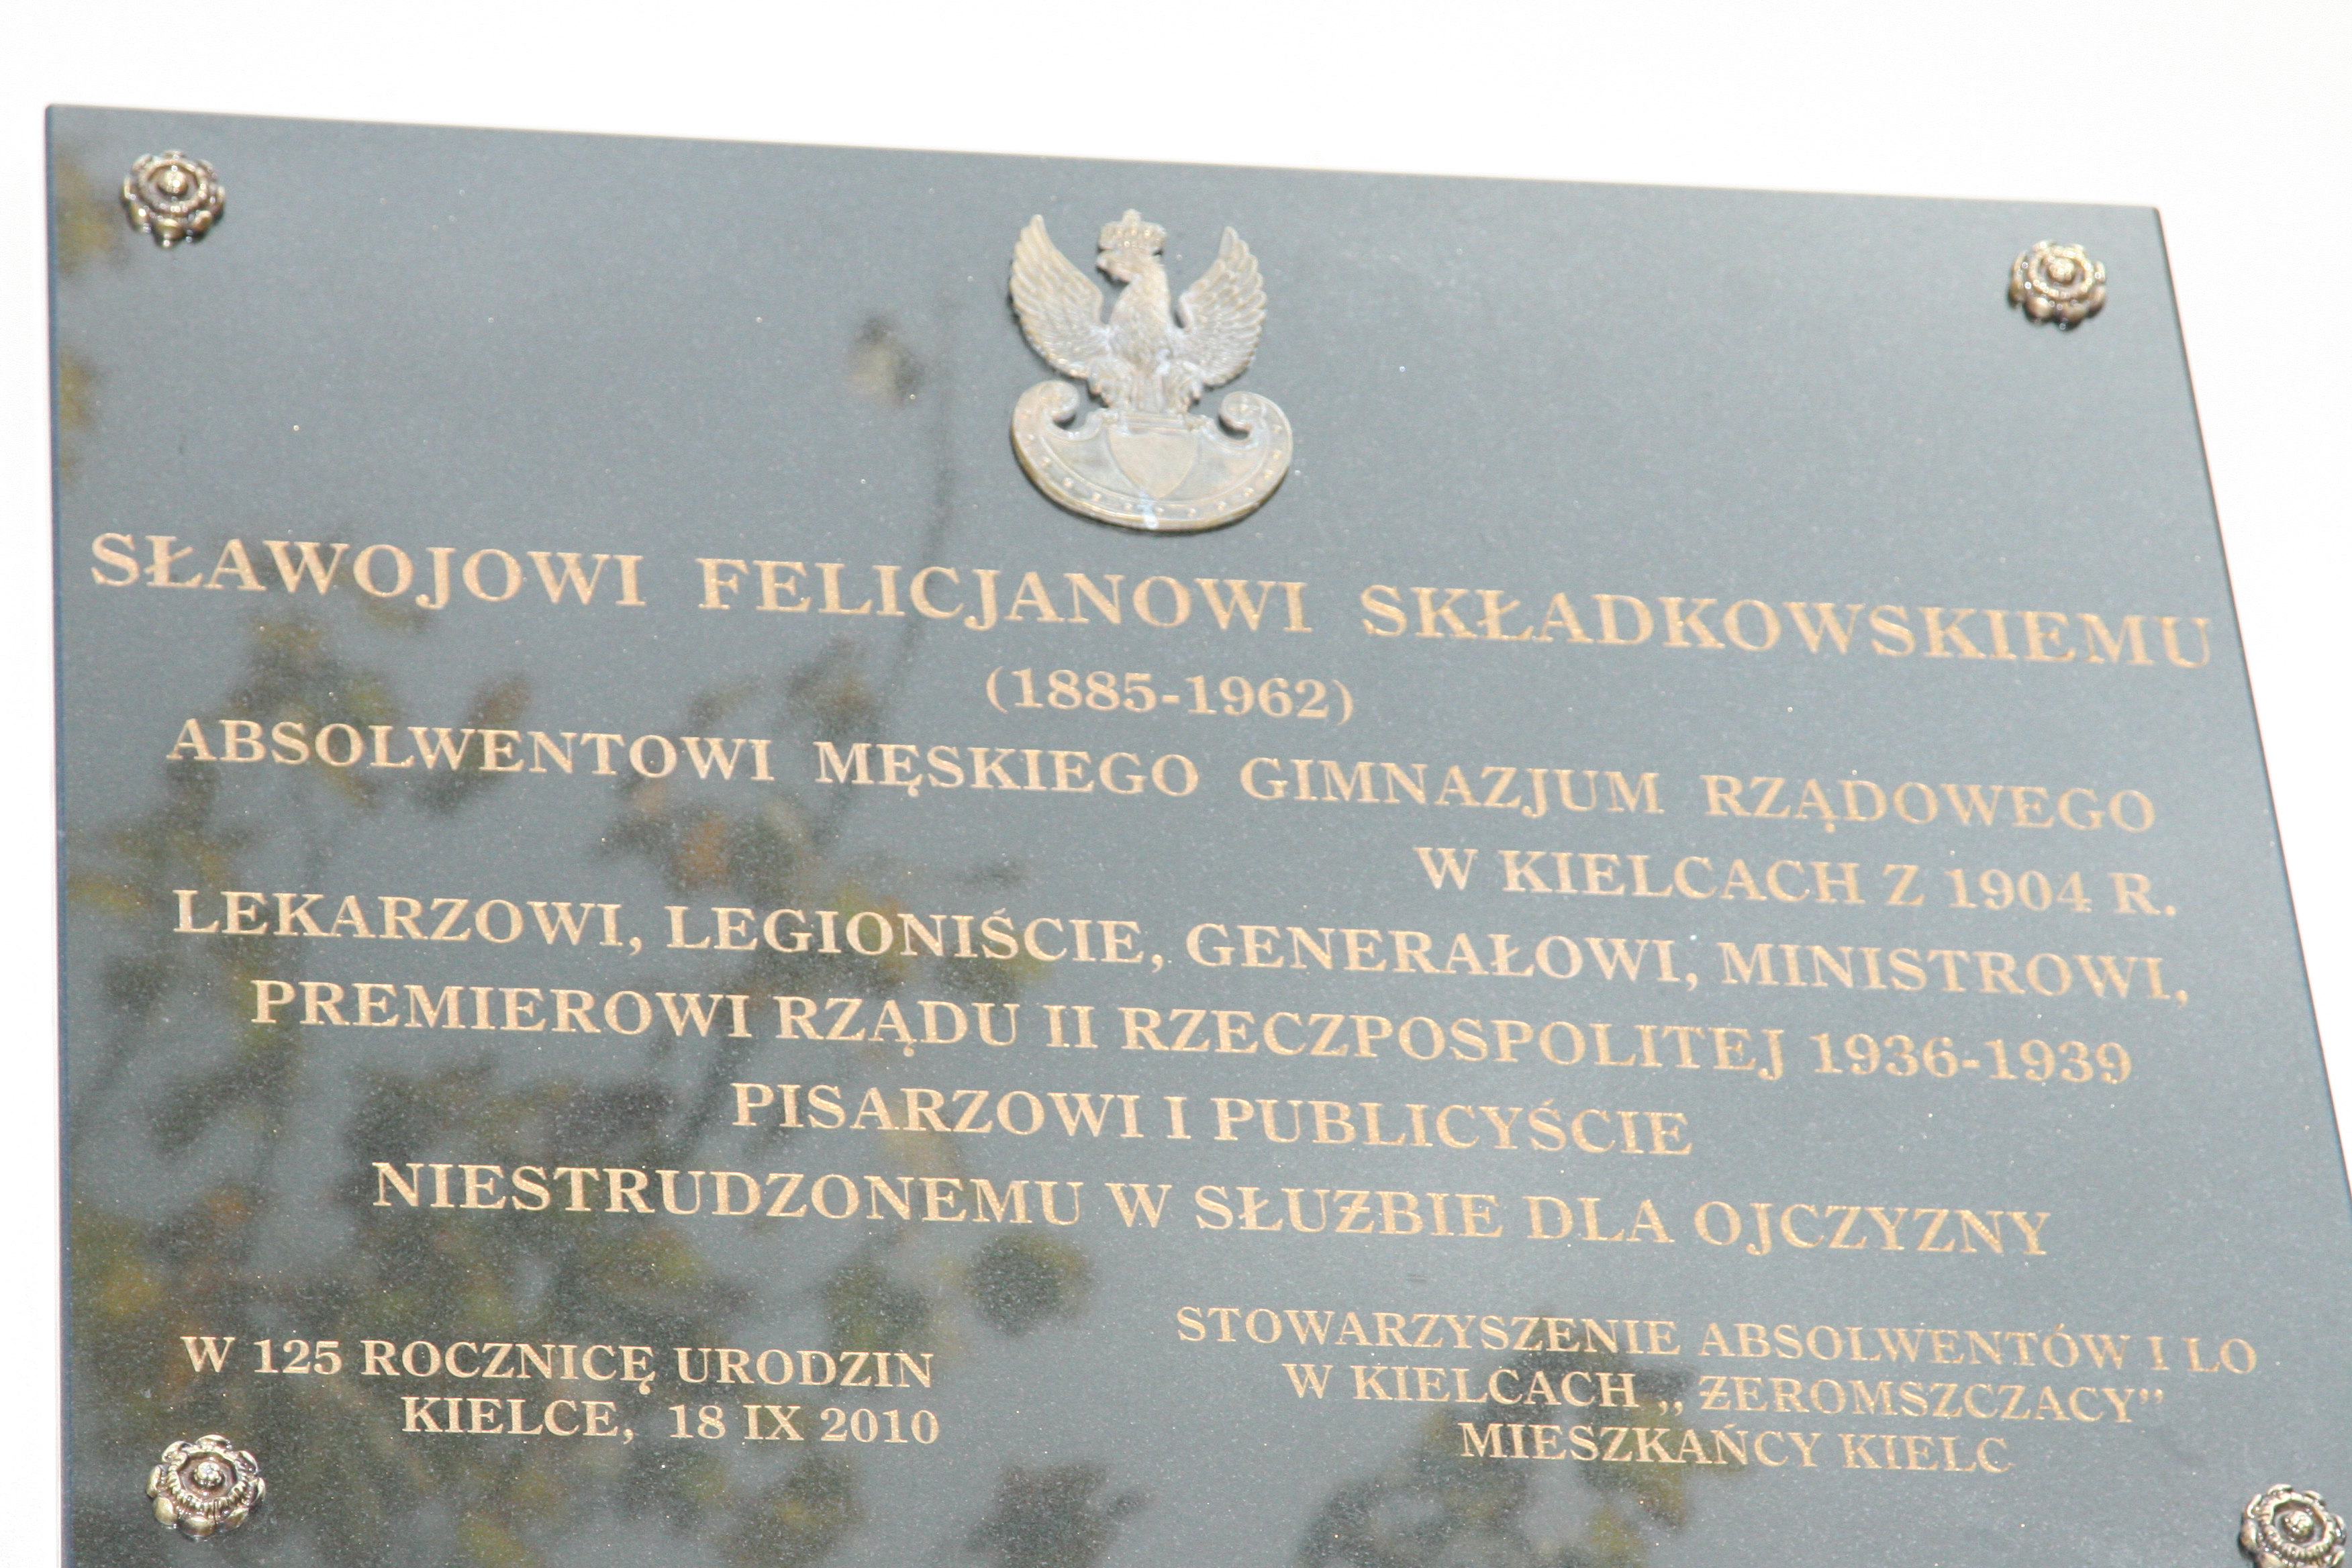 SŁAWOJOWI FELICJANOWI SKŁADKOWSKIEMU
(1885-1962)
ABSOLWENTOWI MĘSKIEGO GIMNAZJUM RZĄDOWEGO
W KIELCACH Z 1904 R.
LEKARZOWI, LEGIONIŚCIE, GENERAŁOWI, MINISTROWI,
PREMIEROWI RZĄDU II RZECZPOSPOLITEJ 1936-1939
PISARZOWI I PUBLICYŚCIE
NIESTRUDZONEMU W SŁUŻBIE DLA OJCZYZNY
W 125 ROCZNICĘ URODZIN
KIELCE, 18 IX 2010
STOWARZYSZENIE ABSOLWENTÓW I LO
W KIELCACH ,, ŻEROMSZCZACY”
MIESZKAŃCY KIELC